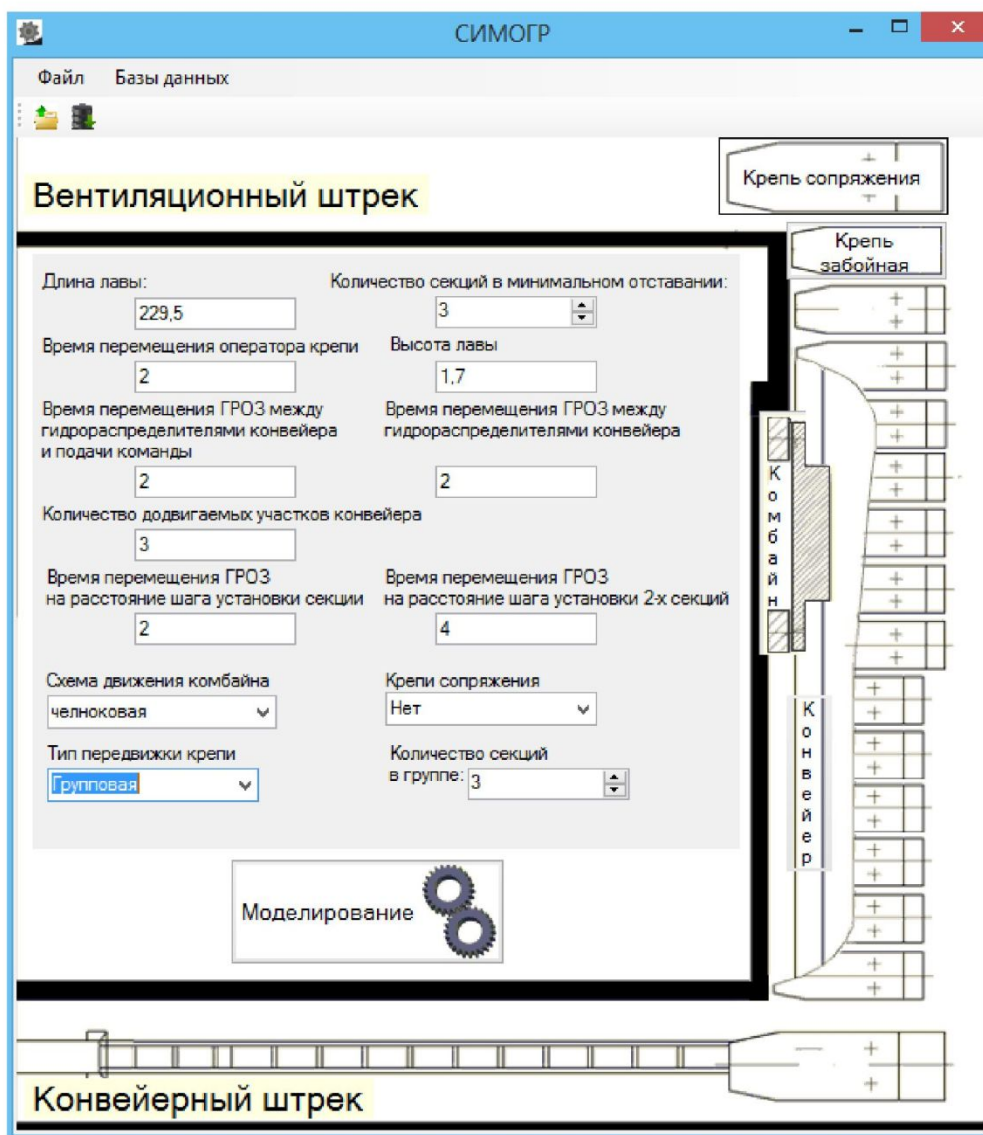 СИМОГР
Файл Базы данных
Вентиляционный штрек
Крепь сопряжения
Крепь
забойная
Длина лавы:
229,5
Количество секций в минимальном отставании:
3
Время перемещения оператора крепи
2
Высота лавы
1,7
Время перемещения ГРОЗ между
гидрораспределителями конвейера
и подачи команды
2
Время перемещения ГРОЗ между
гидрораспределителями конвейера
2
Количество додвигаемых участков конвейера
3
Время перемещения ГРОЗ
на расстояние шага установки секции
2
Время перемещения ГРОЗ
на расстояние шага установки 2-х секций
4
Схема движения комбайна
челноковая
Крепи сопряжения
Нет
Тип передвижки крепи
Групповая
Количество секций
в группе: 3
Моделирование
Комбайн
Конвейер
Конвейерный штрек